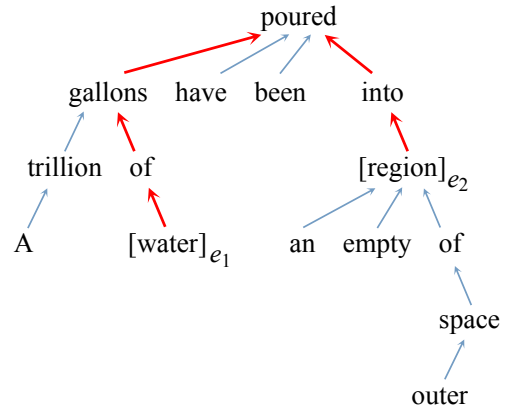 poured
gallons have been into
trillion of [region]e2
A [water]e1 an empty of
space
outer